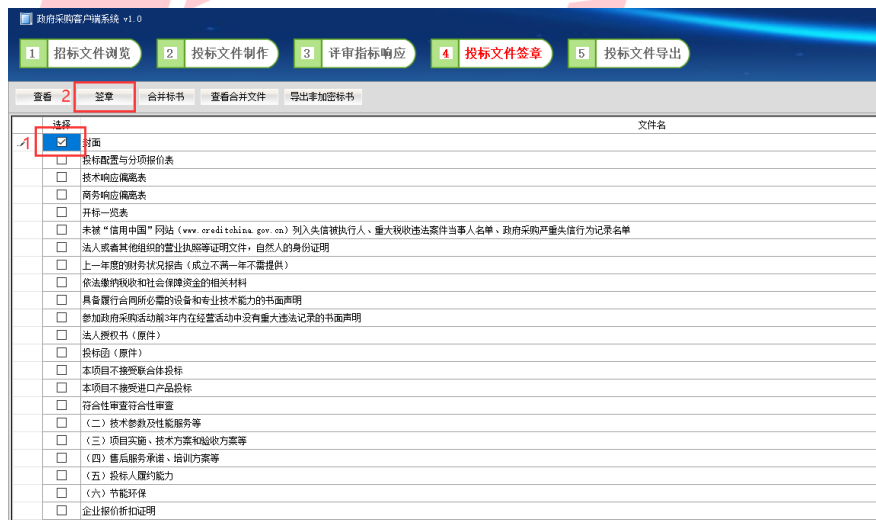 政府采购客户端系统 v1.0
1 招标文件浏览 2 投标文件制作 3 评审指标响应 4 投标文件签章 5 投标文件导出
查看 2 签章 合并标书 查看合并文件 导出非加密标书
选择 文件名
1 封面
投标配置与分项报价表
技术响应偏离表
商务响应偏离表
开标一览表
未被“信用中国”网站（www.creditchina.gov.cn）列入失信被执行人、重大税收违法案件当事人名单、政府采购严重失信行为记录名单
法人或者其他组织的营业执照等证明文件，自然人的身份证明
上一年度的财务状况报告（成立不满一年不需提供）
依法缴纳税收和社会保障资金的相关材料
具备履行合同所必需的设备和专业技术能力的书面声明
参加政府采购活动前3年内在经营活动中没有重大违法记录的书面声明
法人授权书（原件）
投标函（原件）
本项目不接受联合体投标
本项目不接受进口产品投标
符合性审查符合性审查
（二）技术参数及性能服务等
（三）项目实施、技术方案和验收方案等
（四）售后服务承诺、培训方案等
（五）投标人履约能力
（六）节能环保
企业报价折扣证明